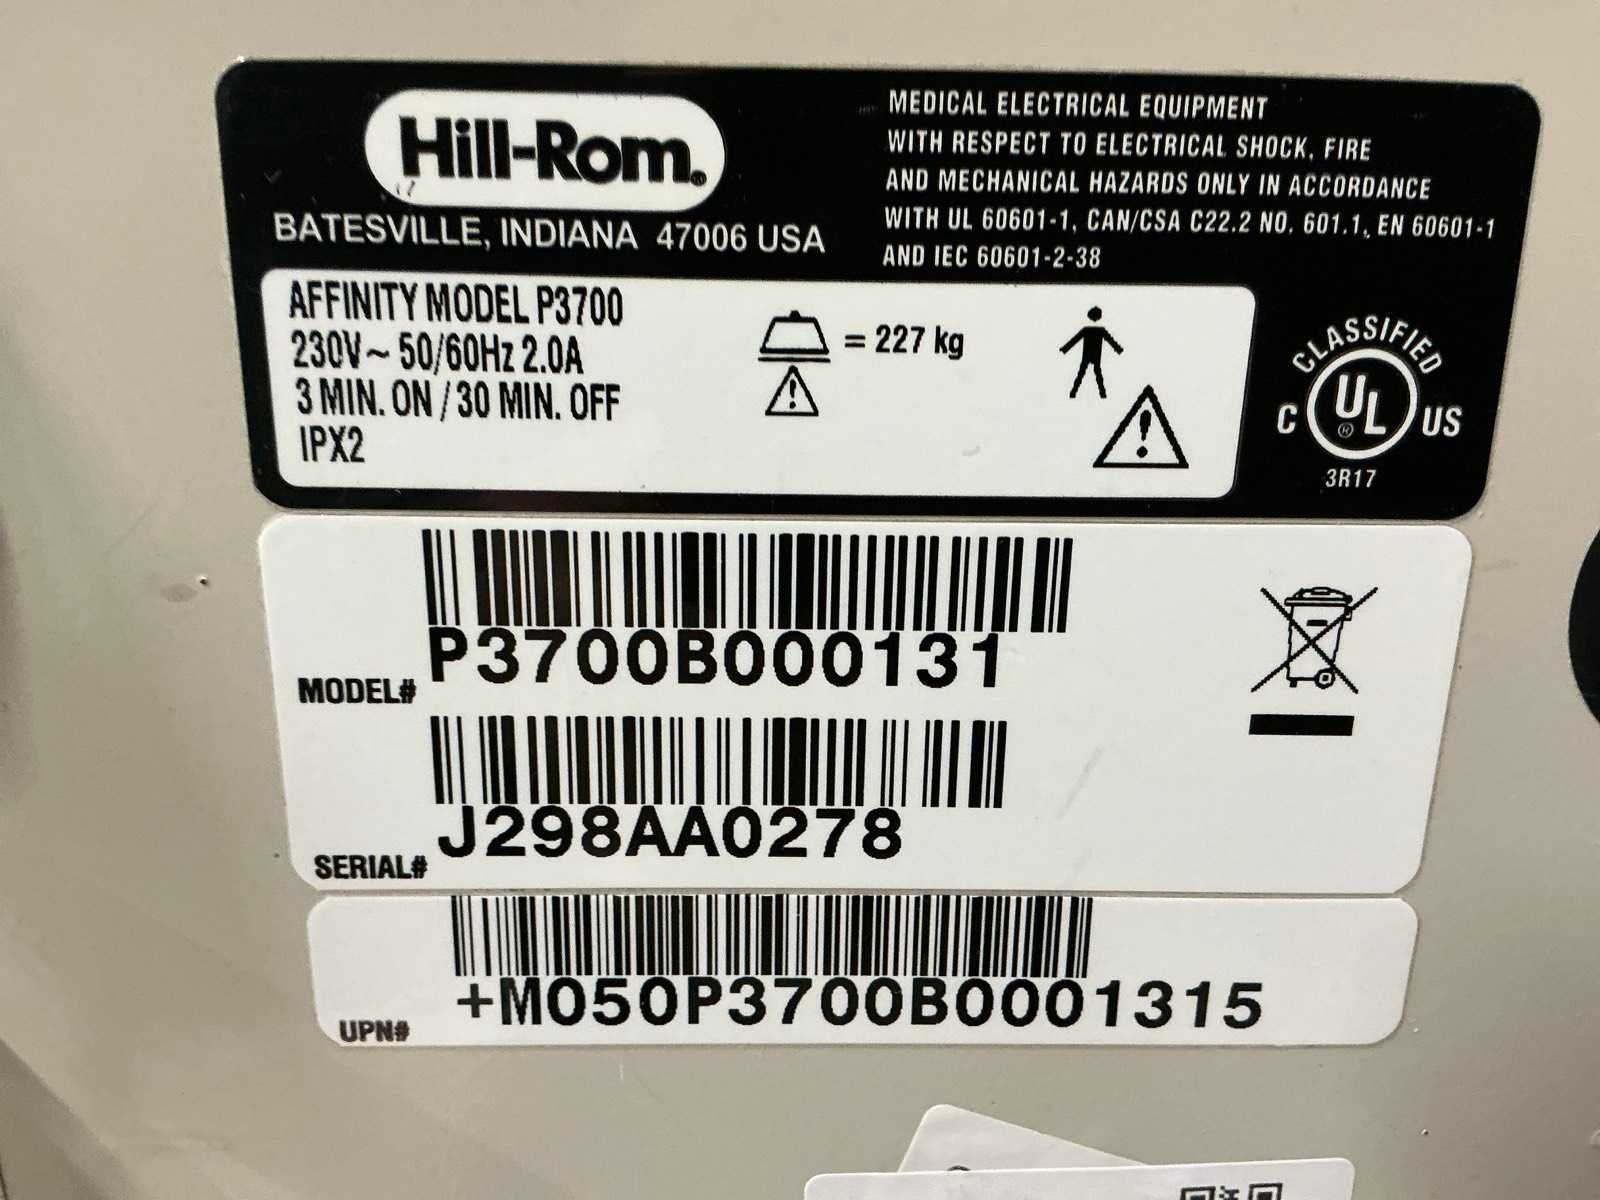 Hill-Rom®
BATESVILLE, INDIANA 47006 USA
MEDICAL ELECTRICAL EQUIPMENT
WITH RESPECT TO ELECTRICAL SHOCK, FIRE
AND MECHANICAL HAZARDS ONLY IN ACCORDANCE
WITH UL 60601-1, CAN/CSA C22.2 NO. 601.1, EN 60601-1
AND IEC 60601-2-38
AFFINITY MODEL P3700
230V~ 50/60Hz 2.0A
3 MIN. ON / 30 MIN. OFF
IPX2
= 227 kg
CLASSIFIED
C UL® US
3R17
MODEL# P3700B000131
SERIAL# J298AA0278
UPN# +M050P3700B0001315